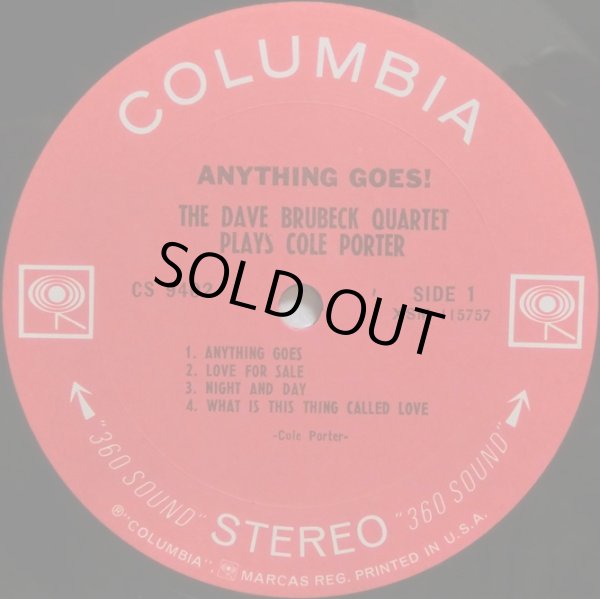 COLUMBIA
ANYTHING GOES!
THE DAVE BRUBECK QUARTET
PLAYS COLE PORTER
CS SIDE 1
115757
SOLD OUT
1. ANYTHING GOES
2. LOVE FOR SALE
3. NIGHT AND DAY
4. WHAT IS THIS THING CALLED LOVE
-Cole Porter-
"360 SOUND" STEREO "360 SOUND"
®"COLUMBIA", MARCAS REG. PRINTED IN U.S.A.